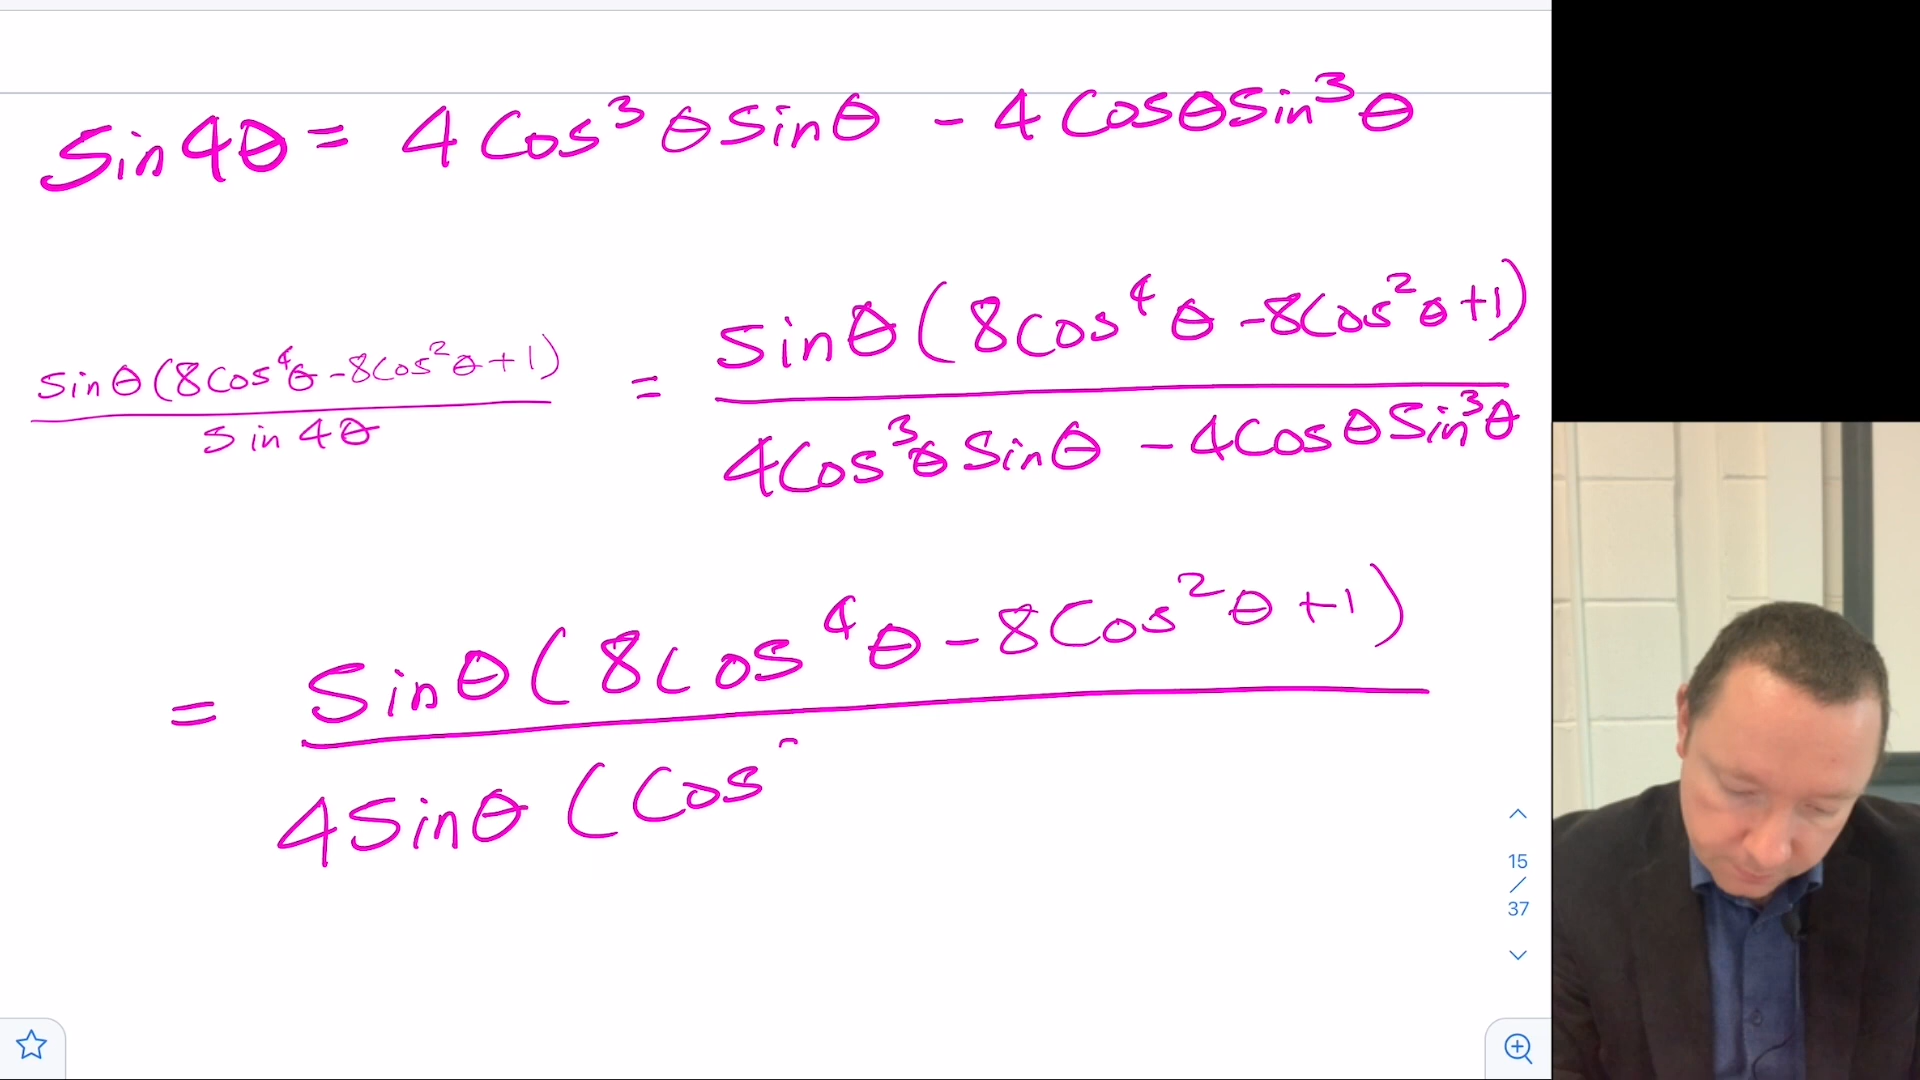 Sin4θ = 4Cos³θSinθ - 4CosθSin³θ
Sinθ(8Cos⁴θ - 8Cos²θ + 1)
Sin4θ
= Sinθ(8Cos⁴θ - 8Cos²θ + 1)
4Cos³θSinθ - 4CosθSin³θ
= Sinθ(8Cos⁴θ - 8Cos²θ + 1)
4Sinθ(Cos
15
/
37